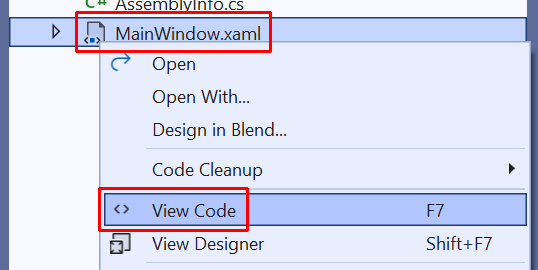 C# AssemblyInfo.cs
MainWindow.xaml
Open
Open With...
Design in Blend...
Code Cleanup
View Code F7
View Designer Shift+F7